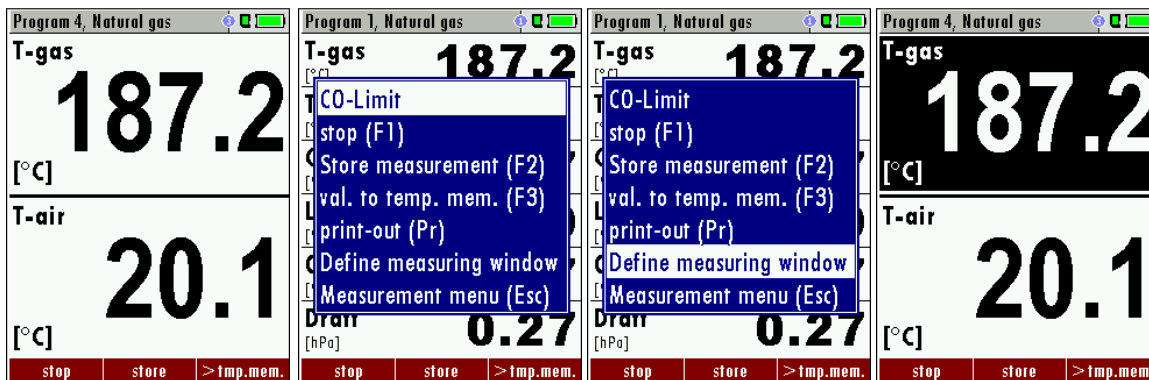 Program 4, Natural gas
T-gas
187.2
[°C]
T-air
20.1
[°C]
stop store >tmp.mem.
Program 1, Natural gas
T-gas 187.2
CO-Limit
stop (F1)
Store measurement (F2)
val. to temp. mem. (F3)
print-out (Pr)
Define measuring window
Measurement menu (Esc)
Draft 0.27
[hPa]
stop store >tmp.mem.
Program 1, Natural gas
T-gas 187.2
CO-Limit
stop (F1)
Store measurement (F2)
val. to temp. mem. (F3)
print-out (Pr)
Define measuring window
Measurement menu (Esc)
Draft 0.27
[hPa]
stop store >tmp.mem.
Program 4, Natural gas
T-gas
187.2
[°C]
T-air
20.1
[°C]
stop store >tmp.mem